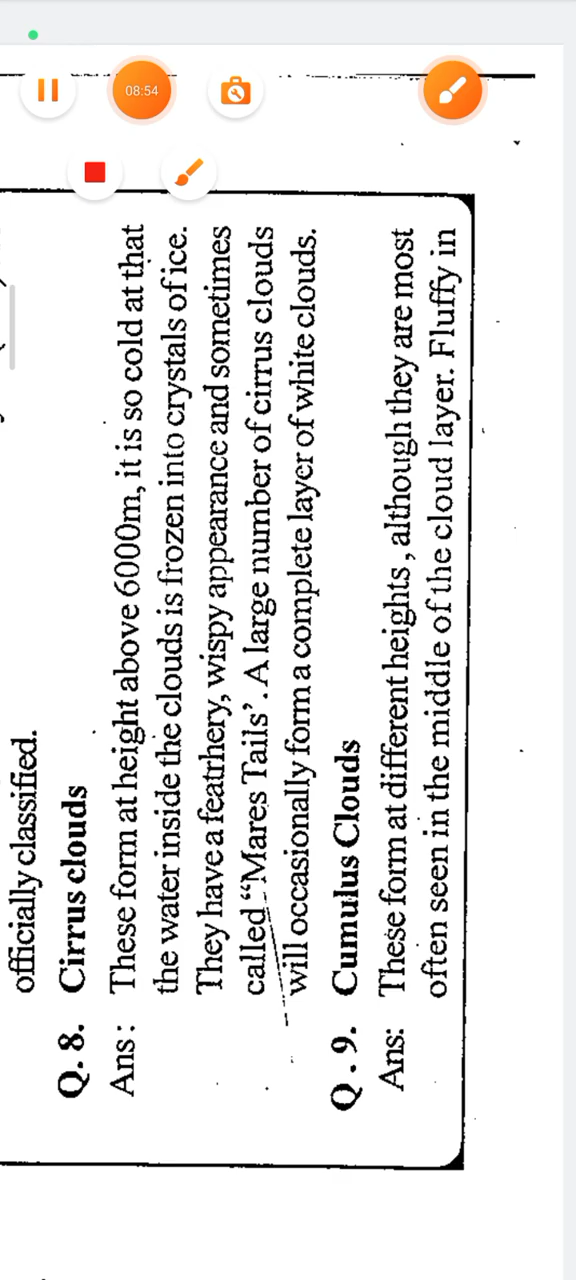 08:54
officially classified.
Q. 8. Cirrus clouds
Ans : These form at height above 6000m, it is so cold at that
the water inside the clouds is frozen into crystals of ice.
They have a featrhery, wispy appearance and sometimes
called “Mares Tails’ . A large number of cirrus clouds
will occasionally form a complete layer of white clouds.
Q . 9. Cumulus Clouds
Ans: These form at different heights , although they are most
often seen in the middle of the cloud layer. Fluffy in